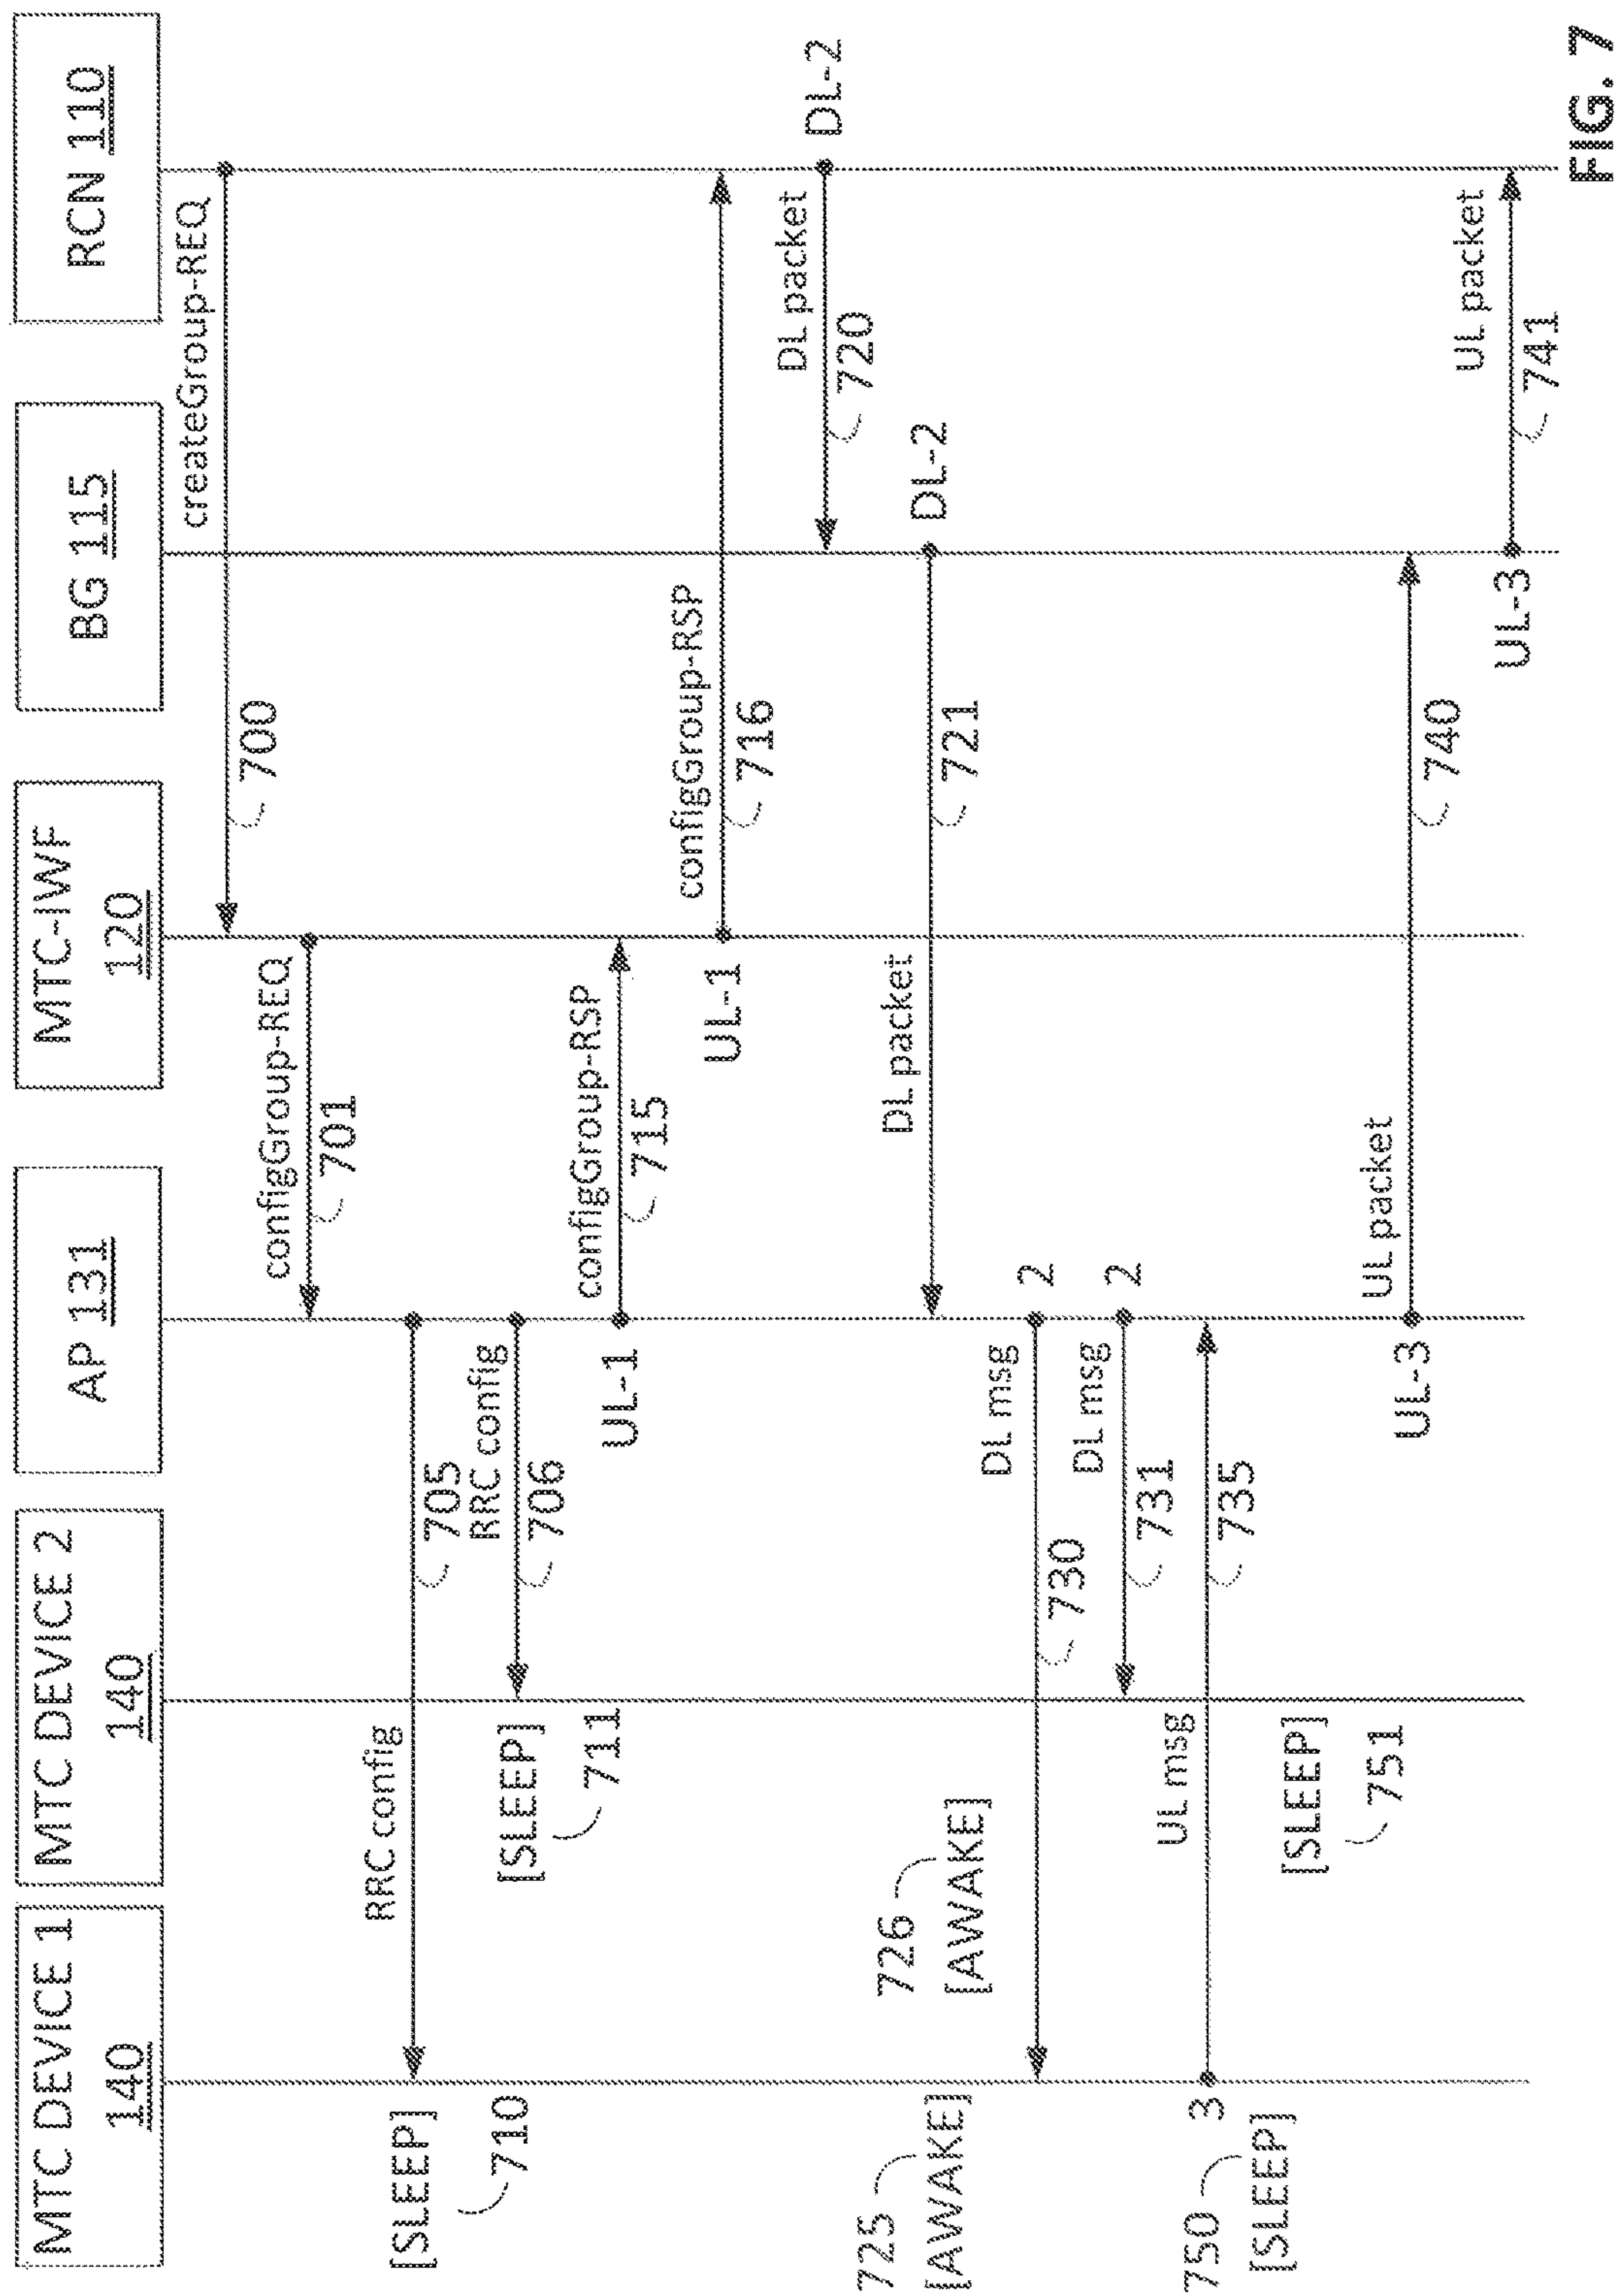 MTC DEVICE 1
140
MTC DEVICE 2
140
AP 131
MTC-IWF
120
BG 115
RCN 110
createGroup-REQ
700
configGroup-REQ
701
RRC config
705
[SLEEP]
710
RRC config
706
[SLEEP]
711
configGroup-RSP
715
UL-1
configGroup-RSP
716
UL-1
DL packet
720
DL-2
DL packet
721
DL-2
725
[AWAKE]
726
[AWAKE]
DL msg
730
2
DL msg
731
2
UL msg
735
3
750
[SLEEP]
[SLEEP]
751
UL packet
740
UL-3
UL packet
741
UL-3
FIG. 7